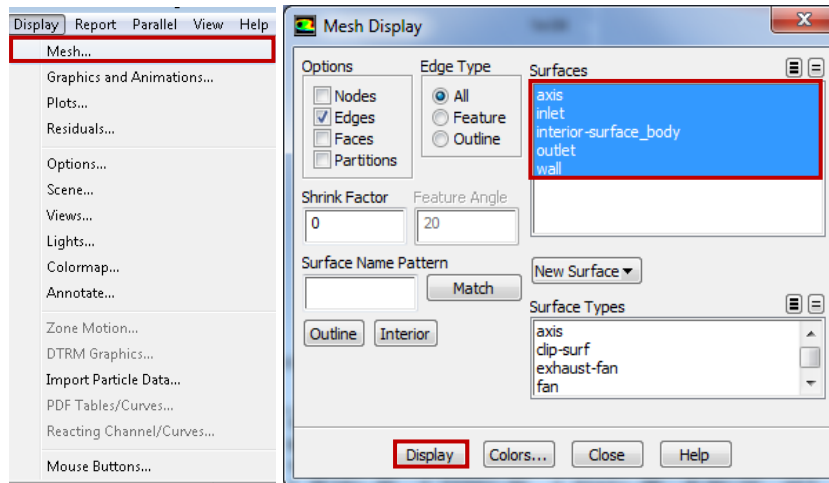 Display Report Parallel View Help
Mesh...
Graphics and Animations...
Plots...
Residuals...
Options...
Scene...
Views...
Lights...
Colormap...
Annotate...
Zone Motion...
DTRM Graphics...
Import Particle Data...
PDF Tables/Curves...
Reacting Channel/Curves...
Mouse Buttons...
Mesh Display
Options
Nodes
Edges
Faces
Partitions
Edge Type
All
Feature
Outline
Shrink Factor
0
Feature Angle
20
Surface Name Pattern
Match
Outline Interior
Surfaces
axis
inlet
interior-surface_body
outlet
wall
New Surface
Surface Types
axis
clip-surf
exhaust-fan
fan
Display Colors... Close Help